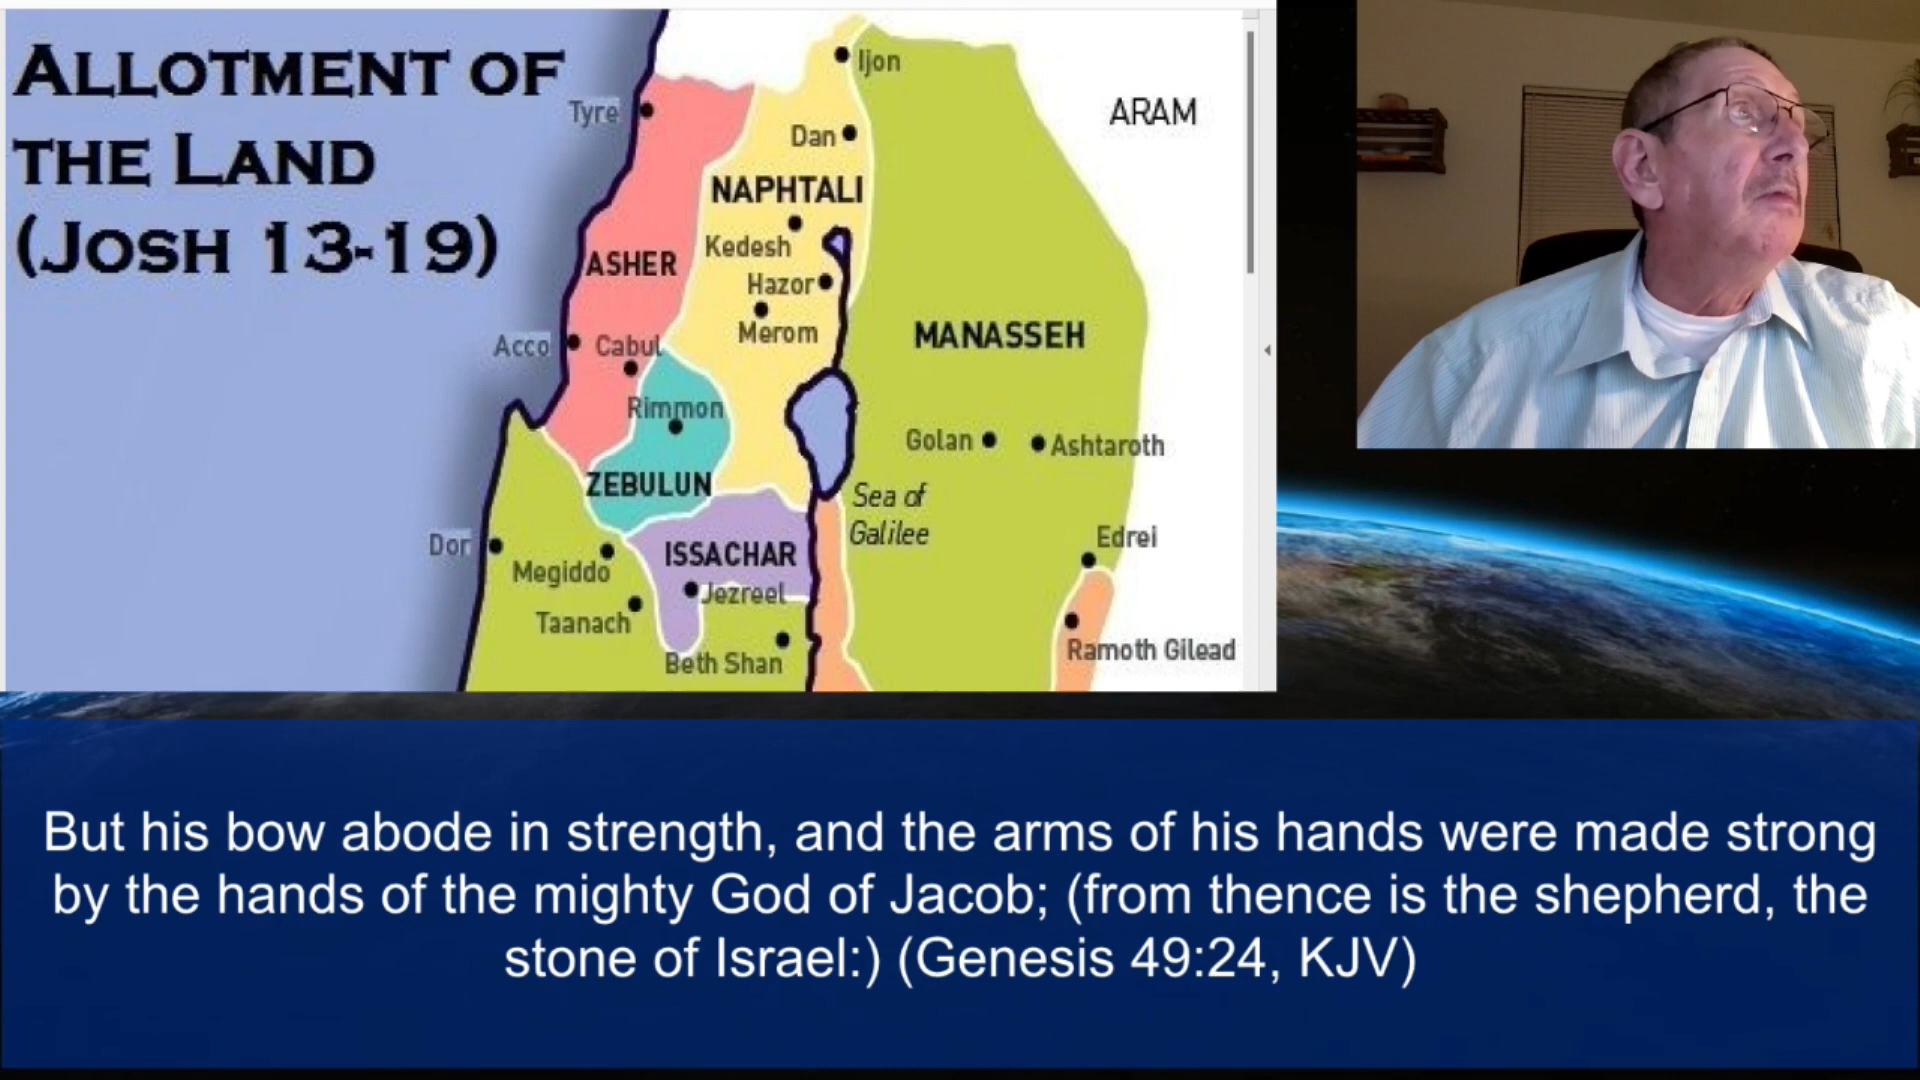 ALLOTMENT OF
THE LAND
(JOSH 13-19)
Ijon
Tyre
ARAM
Dan
NAPHTALI
Kedesh
ASHER
Hazor
Merom
MANASSEH
Acco
Cabul
Rimmon
Golan
Ashtaroth
ZEBULUN
Sea of
Galilee
Edrei
Dor
ISSACHAR
Megiddo
Jezreel
Taanach
Ramoth Gilead
Beth Shan
But his bow abode in strength, and the arms of his hands were made strong
by the hands of the mighty God of Jacob; (from thence is the shepherd, the
stone of Israel:) (Genesis 49:24, KJV)